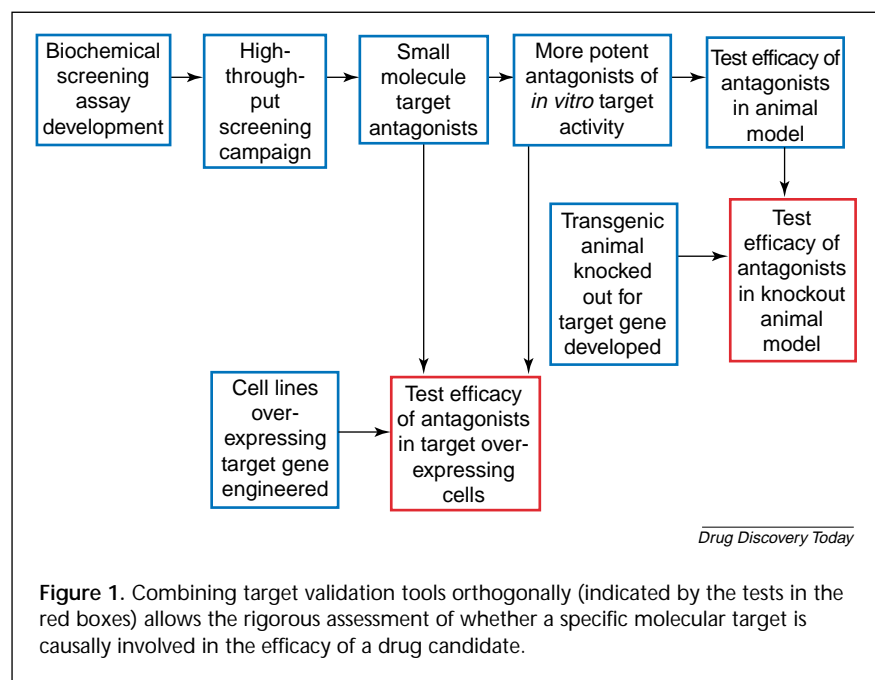 Biochemical
screening
assay
development
High-
through-
put
screening
campaign
Small
molecule
target
antagonists
More potent
antagonists of
in vitro target
activity
Test efficacy of
antagonists
in animal
model
Transgenic
animal
knocked
out for
target gene
developed
Test
efficacy of
antagonists
in knockout
animal
model
Cell lines
over-
expressing
target gene
engineered
Test efficacy
of antagonists
in target over-
expressing
cells
Drug Discovery Today
Figure 1. Combining target validation tools orthogonally (indicated by the tests in the
red boxes) allows the rigorous assessment of whether a specific molecular target is
causally involved in the efficacy of a drug candidate.